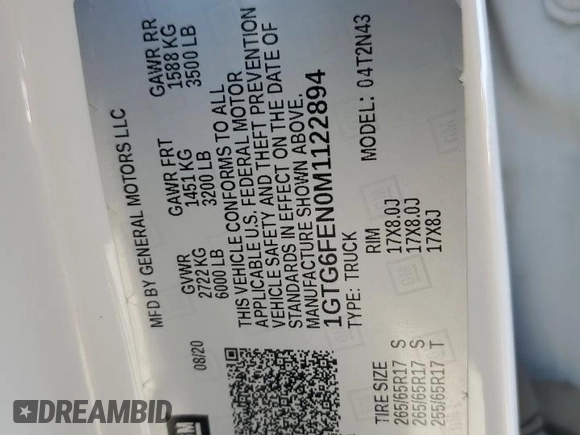 GM
MFD BY GENERAL MOTORS LLC
08/20
GVWR GAWR FRT GAWR RR
2722 KG 1451 KG 1588 KG
6000 LB 3200 LB 3500 LB
THIS VEHICLE CONFORMS TO ALL
APPLICABLE U.S. FEDERAL MOTOR
VEHICLE SAFETY AND THEFT PREVENTION
STANDARDS IN EFFECT ON THE DATE OF
MANUFACTURE SHOWN ABOVE.
1GTG6FEN0M1122894
TYPE: TRUCK MODEL: 04T2N43
TIRE SIZE RIM
265/65R17 S 17X8.0J
265/65R17 S 17X8.0J
255/65R17 T 17X8J
DREAMBID